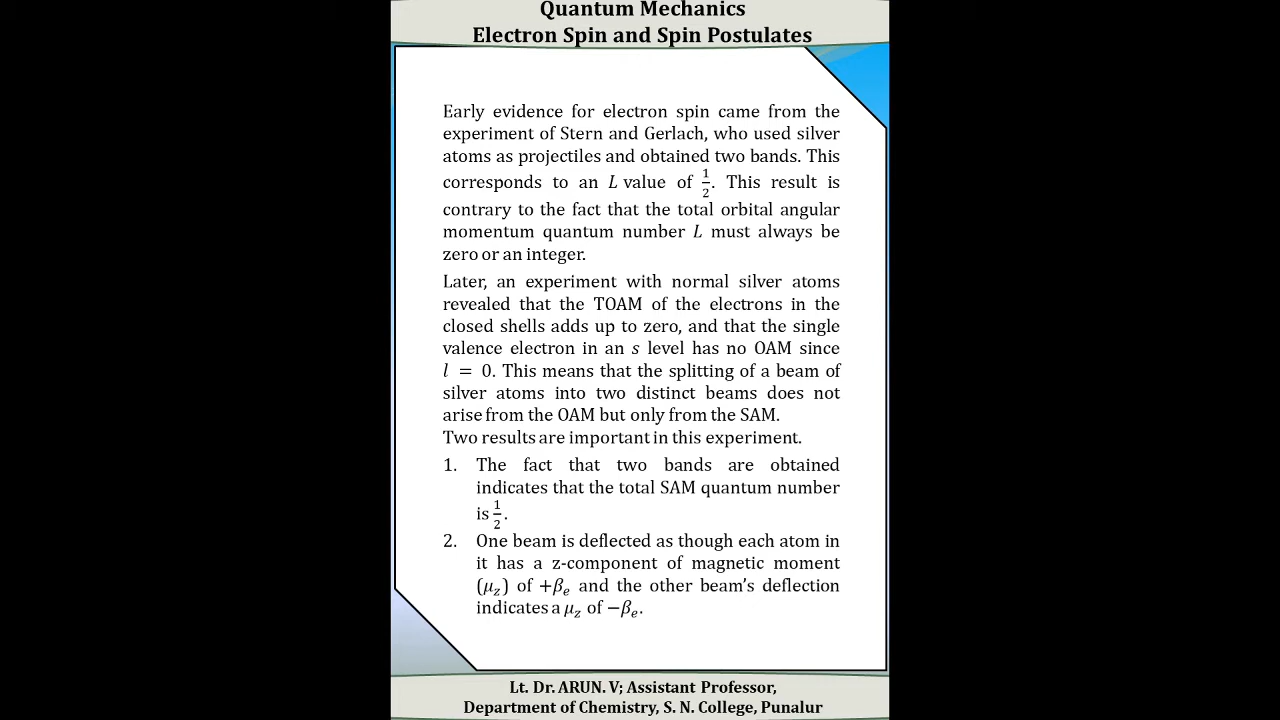 Quantum Mechanics
Electron Spin and Spin Postulates
Early evidence for electron spin came from the
experiment of Stern and Gerlach, who used silver
atoms as projectiles and obtained two bands. This
corresponds to an L value of 1/2. This result is
contrary to the fact that the total orbital angular
momentum quantum number L must always be
zero or an integer.
Later, an experiment with normal silver atoms
revealed that the TOAM of the electrons in the
closed shells adds up to zero, and that the single
valence electron in an s level has no OAM since
l = 0. This means that the splitting of a beam of
silver atoms into two distinct beams does not
arise from the OAM but only from the SAM.
Two results are important in this experiment.
1. The fact that two bands are obtained
indicates that the total SAM quantum number
is 1/2.
2. One beam is deflected as though each atom in
it has a z-component of magnetic moment
(μz) of +βe and the other beam’s deflection
indicates a μz of −βe.
Lt. Dr. ARUN. V; Assistant Professor,
Department of Chemistry, S. N. College, Punalur